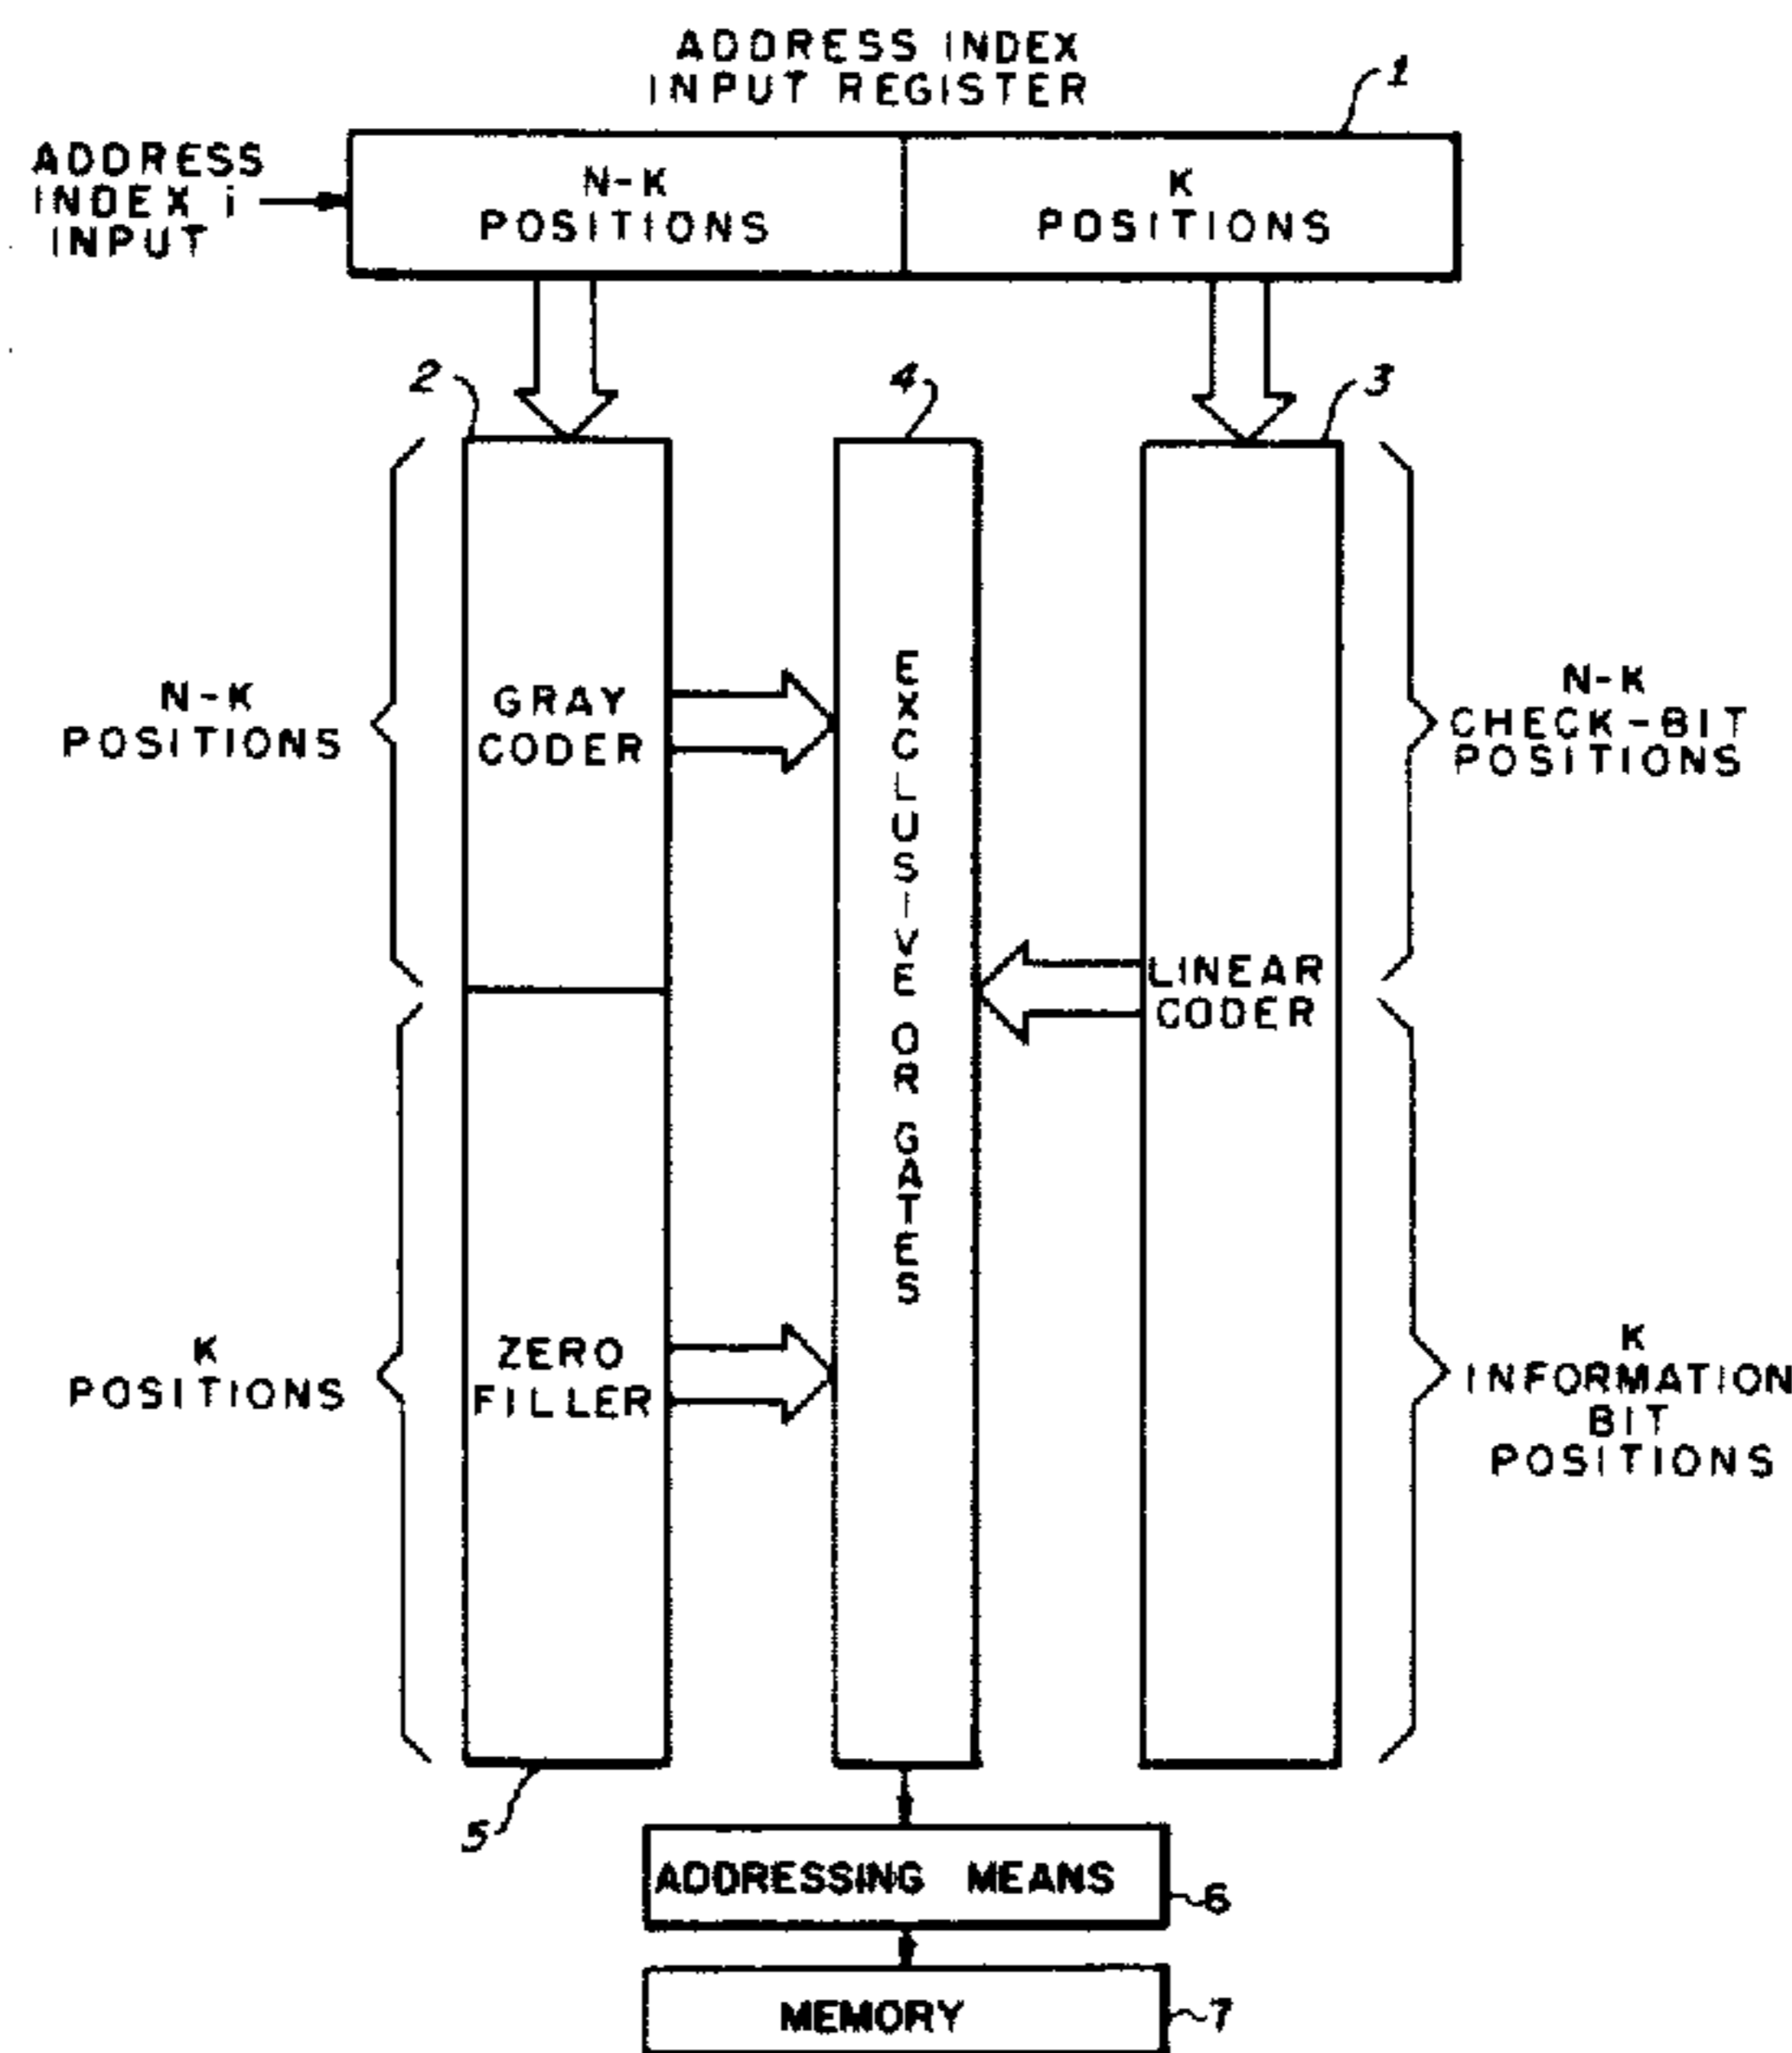 ADDRESS INDEX
INPUT REGISTER
1
ADDRESS
INDEX i
INPUT
N-K
POSITIONS
K
POSITIONS
2
4
3
N-K
POSITIONS
GRAY
CODER
EXCLUSIVE OR GATES
N-K
CHECK-BIT
POSITIONS
LINEAR
CODER
K
POSITIONS
ZERO
FILLER
K
INFORMATION
BIT
POSITIONS
5
ADDRESSING MEANS
6
MEMORY
7